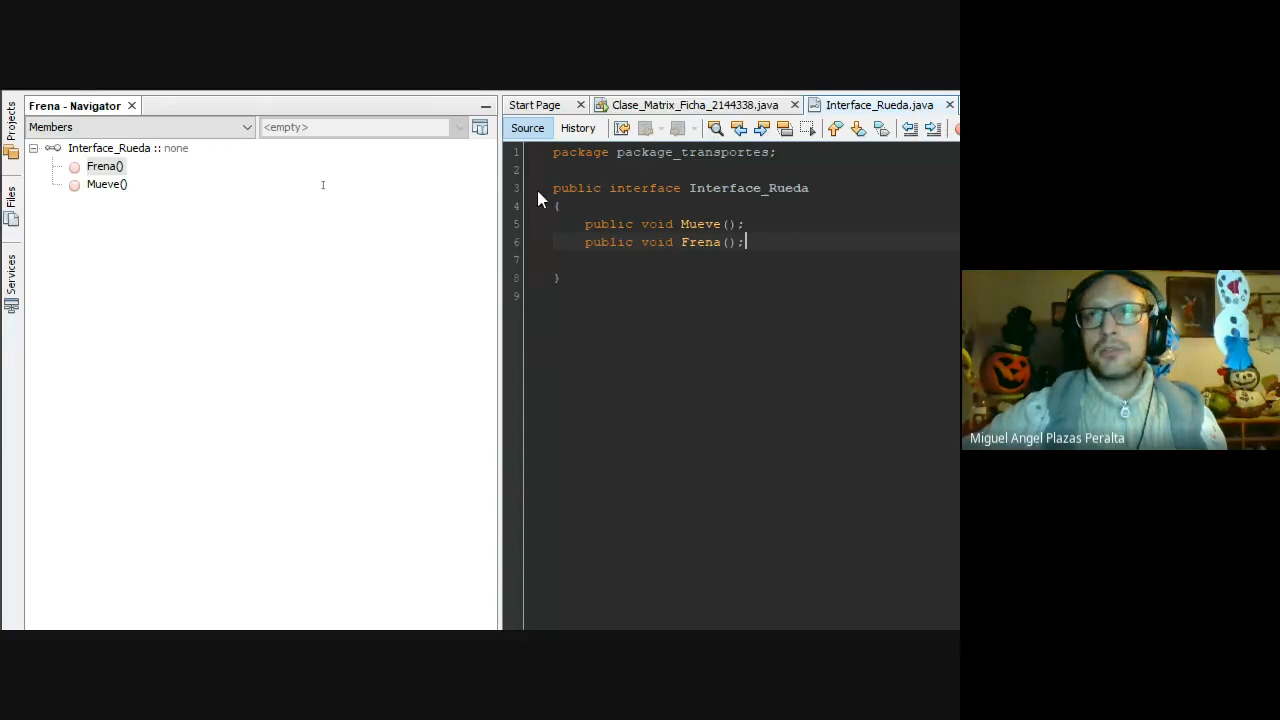 Projects
Files
Services
Frena - Navigator
Members
<empty>
Interface_Rueda :: none
Frena()
Mueve()
Start Page
Clase_Matrix_Ficha_2144338.java
Interface_Rueda.java
Source
History
1 package package_transportes;
2
3 public interface Interface_Rueda
4 {
5 public void Mueve();
6 public void Frena();
7
8 }
9
Miguel Angel Plazas Peralta